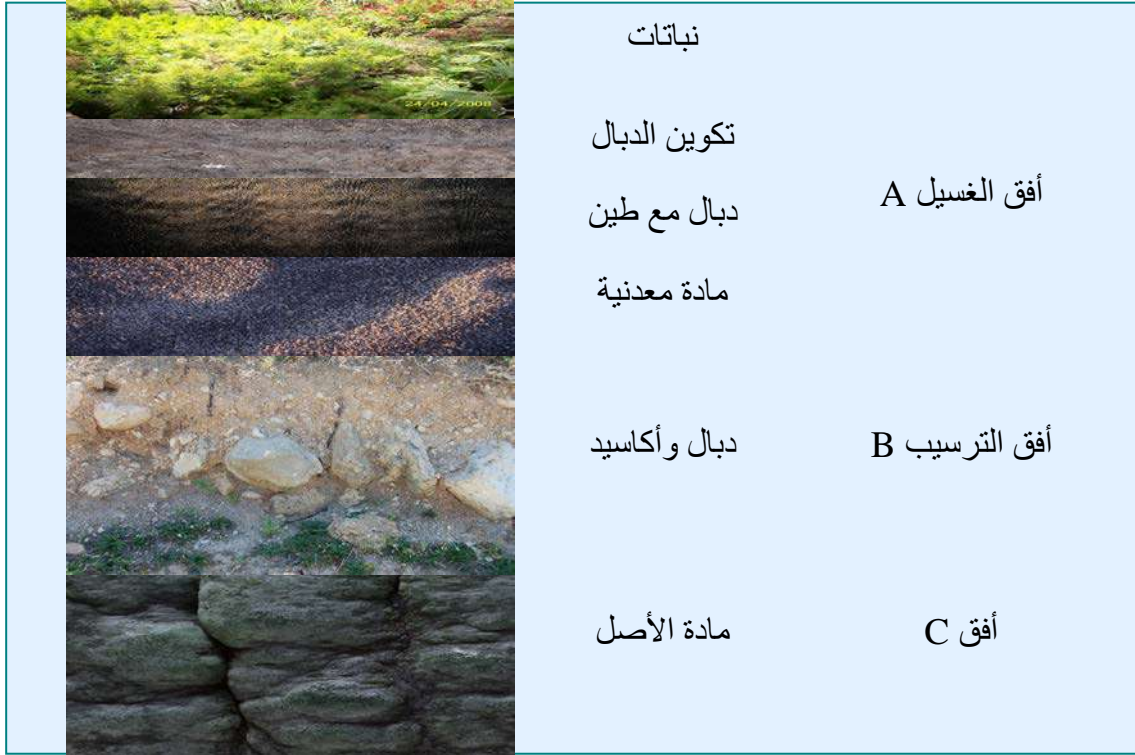 نباتات
24/04/2008
تكوين الدبال
أفق الغسيل A
دبال مع طين
مادة معدنية
أفق الترسيب B
دبال وأكاسيد
أفق C
مادة الأصل